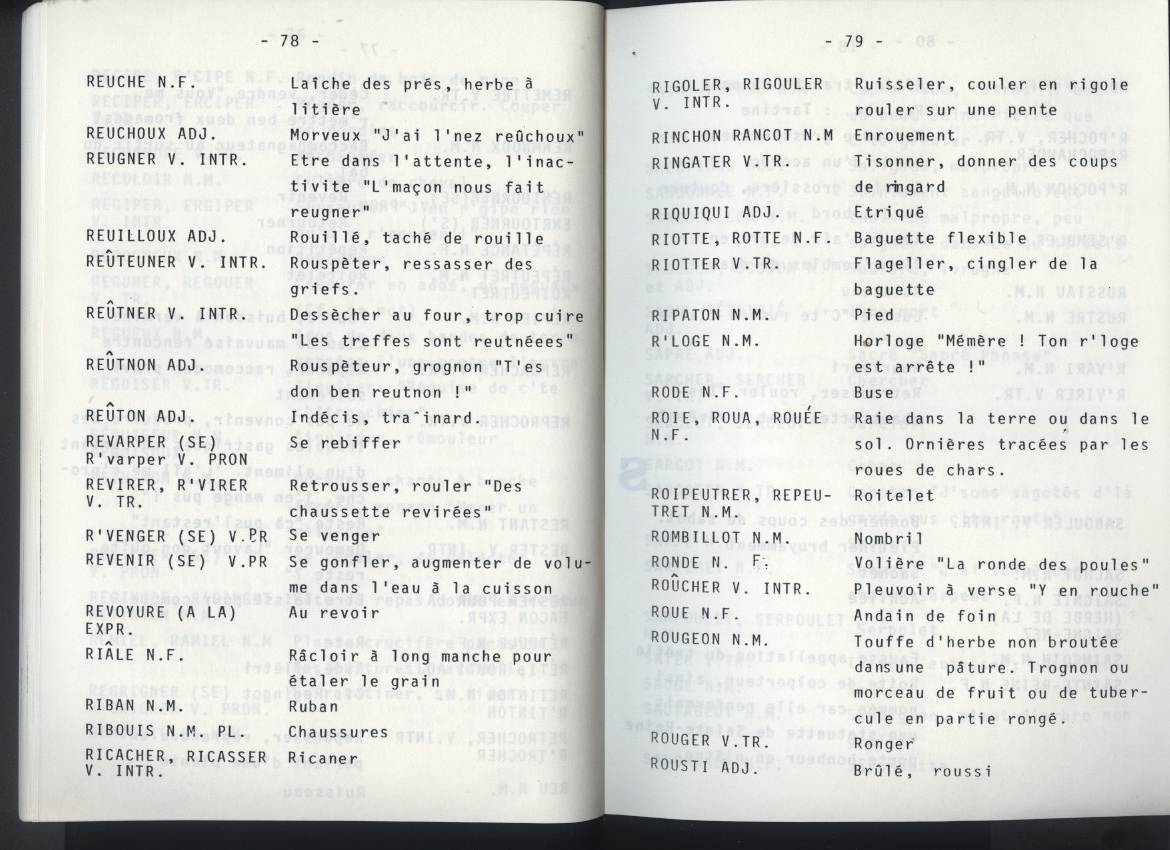 - 78 -
REUCHE N.F. Laîche des prés, herbe à
litière
REUCHOUX ADJ. Morveux "J'ai l'nez reûchoux"
REUGNER V. INTR. Etre dans l'attente, l'inac-
tivite "L'maçon nous fait
reugner"
REUILLOUX ADJ. Rouillé, taché de rouille
REÛTEUNER V. INTR. Rouspèter, ressasser des
griefs.
REÛTNER V. INTR. Dessècher au four, trop cuire
"Les treffes sont reutnéees"
REÛTNON ADJ. Rouspèteur, grognon "T'es
don ben reutnon !"
REÛTON ADJ. Indécis, tra^inard
REVARPER (SE) Se rebiffer
R'varper V. PRON
REVIRER, R'VIRER Retrousser, rouler "Des
V. TR. chaussette revirées"
R'VENGER (SE) V.PR Se venger
REVENIR (SE) V.PR Se gonfler, augmenter de volu-
me dans l'eau à la cuisson
REVOYURE (A LA) Au revoir
EXPR.
RIÂLE N.F. Râcloir à long manche pour
étaler le grain
RIBAN N.M. Ruban
RIBOUIS N.M. PL. Chaussures
RICACHER, RICASSER Ricaner
V. INTR.
- 79 -
RIGOLER, RIGOULER Ruisseler, couler en rigole
V. INTR. rouler sur une pente
RINCHON RANCOT N.M Enrouement
RINGATER V.TR. Tisonner, donner des coups
de ringard
RIQUIQUI ADJ. Etriqué
RIOTTE, ROTTE N.F. Baguette flexible
RIOTTER V.TR. Flageller, cingler de la
baguette
RIPATON N.M. Pied
R'LOGE N.M. Horloge "Mémère ! Ton r'loge
est arrête !"
RODE N.F. Buse
ROIE, ROUA, ROUÉE Raie dans la terre ou dans le
N.F. sol. Ornières tracées par les
roues de chars.
ROIPEUTRER, REPEU- Roitelet
TRET N.M.
ROMBILLOT N.M. Nombril
RONDE N. F. Volière "La ronde des poules"
ROÛCHER V. INTR. Pleuvoir à verse "Y en rouche"
ROUE N.F. Andain de foin
ROUGEON N.M. Touffe d'herbe non broutée
dansune pâture. Trognon ou
morceau de fruit ou de tuber-
cule en partie rongé.
ROUGER V.TR. Ronger
ROUSTI ADJ. Brûlé, roussi